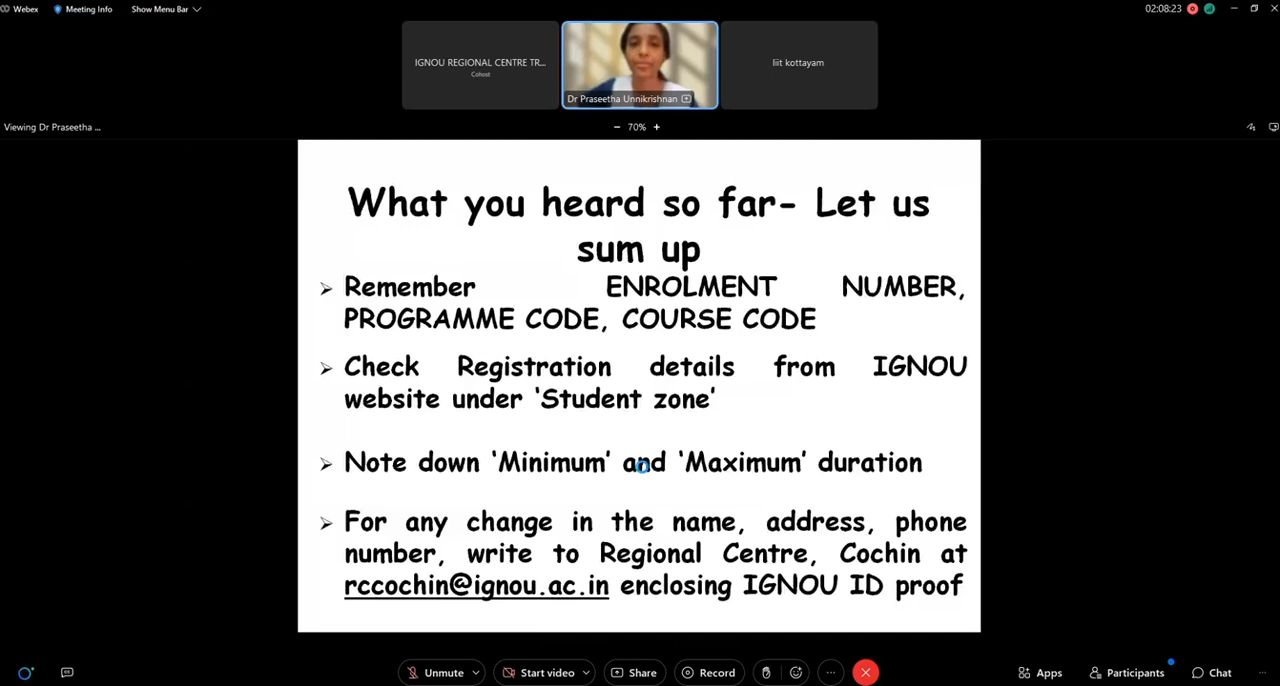 Webex
Meeting Info
Show Menu Bar
02:08:23
IGNOU REGIONAL CENTRE TR...
Cohost
Dr Praseetha Unnikrishnan
liit kottayam
Viewing Dr Praseetha ...
− 70% +
What you heard so far- Let us
sum up
➢ Remember ENROLMENT NUMBER,
PROGRAMME CODE, COURSE CODE
➢ Check Registration details from IGNOU
website under ‘Student zone’
➢ Note down ‘Minimum’ and ‘Maximum’ duration
➢ For any change in the name, address, phone
number, write to Regional Centre, Cochin at
rccochin@ignou.ac.in enclosing IGNOU ID proof
Unmute
Start video
Share
Record
Apps
Participants
Chat